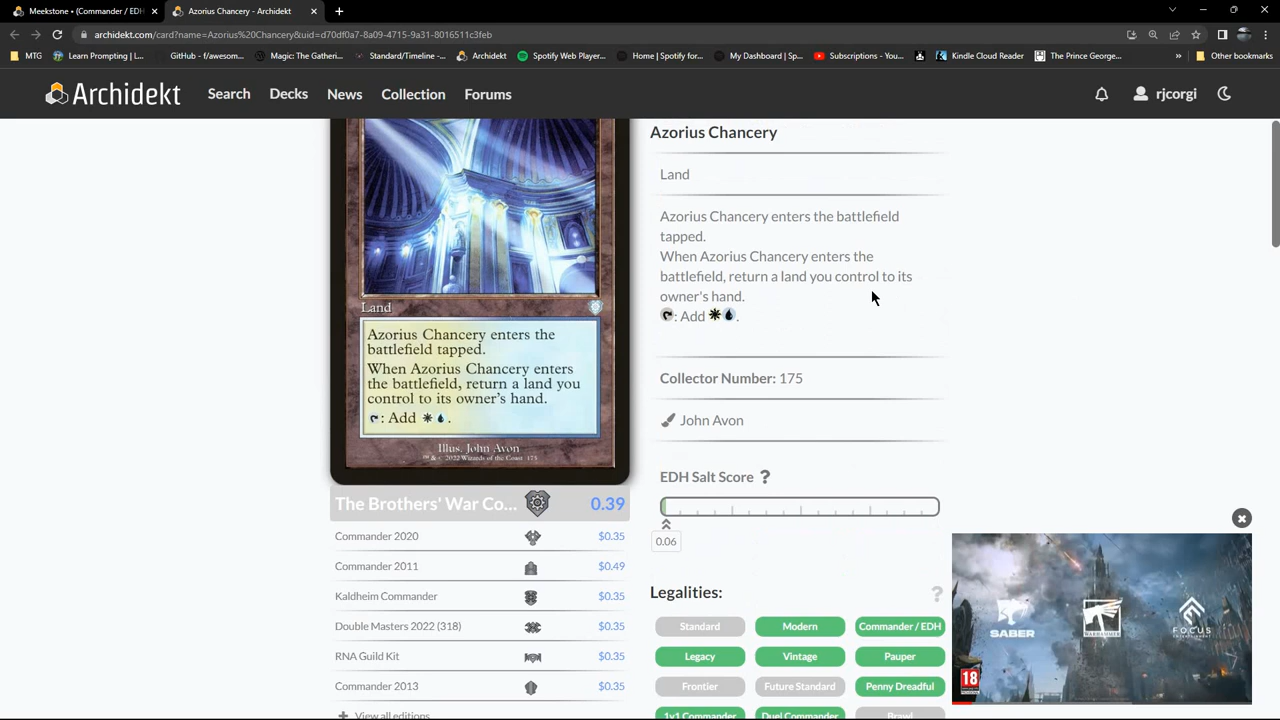 Meekstone • (Commander / EDH
Azorius Chancery - Archidekt
archidekt.com/card?name=Azorius%20Chancery&uid=d70df0a7-8a09-4715-9a31-8016511c3feb
MTG
Learn Prompting | L...
GitHub - f/awesom...
Magic: The Gatheri...
Standard/Timeline -...
Archidekt
Spotify Web Player...
Home | Spotify for...
My Dashboard | Sp...
Subscriptions - You...
Kindle Cloud Reader
The Prince George...
»
Other bookmarks
Archidekt
Search
Decks
News
Collection
Forums
rjcorgi
Land
Azorius Chancery enters the
battlefield tapped.
When Azorius Chancery enters
the battlefield, return a land you
control to its owner's hand.
: Add .
Illus. John Avon
™ & © 2022 Wizards of the Coast 175
The Brothers' War Co... 0.39
Commander 2020 $0.35
Commander 2011 $0.49
Kaldheim Commander $0.35
Double Masters 2022 (318) $0.35
RNA Guild Kit $0.35
Commander 2013 $0.35
+ View all editions
Azorius Chancery
Land
Azorius Chancery enters the battlefield
tapped.
When Azorius Chancery enters the
battlefield, return a land you control to its
owner's hand.
: Add .
Collector Number: 175
John Avon
EDH Salt Score ?
0.06
Legalities: ?
Standard Modern Commander / EDH
Legacy Vintage Pauper
Frontier Future Standard Penny Dreadful
1v1 Commander Duel Commander Brawl
SABER
WARHAMMER
FOCUS
ENTERTAINMENT
18